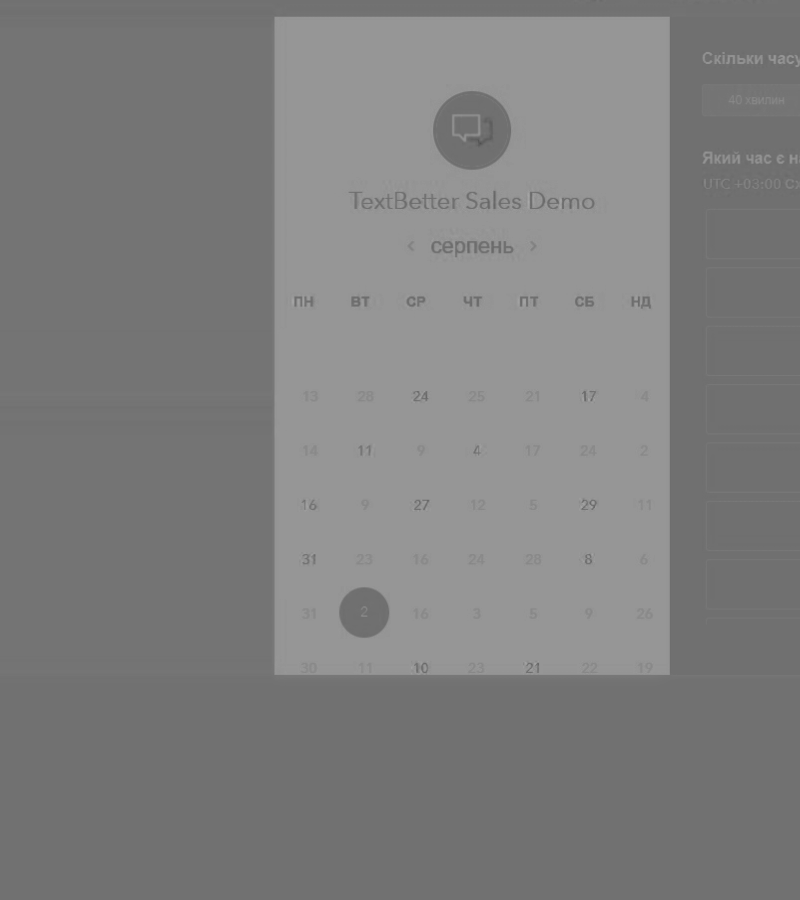 TextBetter Sales Demo
‹ серпень ›
ПН ВТ СР ЧТ ПТ СБ НД
13 28 24 25 21 17 4
14 11 9 4 17 24 2
16 9 27 12 5 29 11
31 23 16 24 28 8 6
31 2 16 3 5 9 26
30 11 10 23 21 22 19
Скільки часу
40 хвилин
Який час є
UTC +03:00